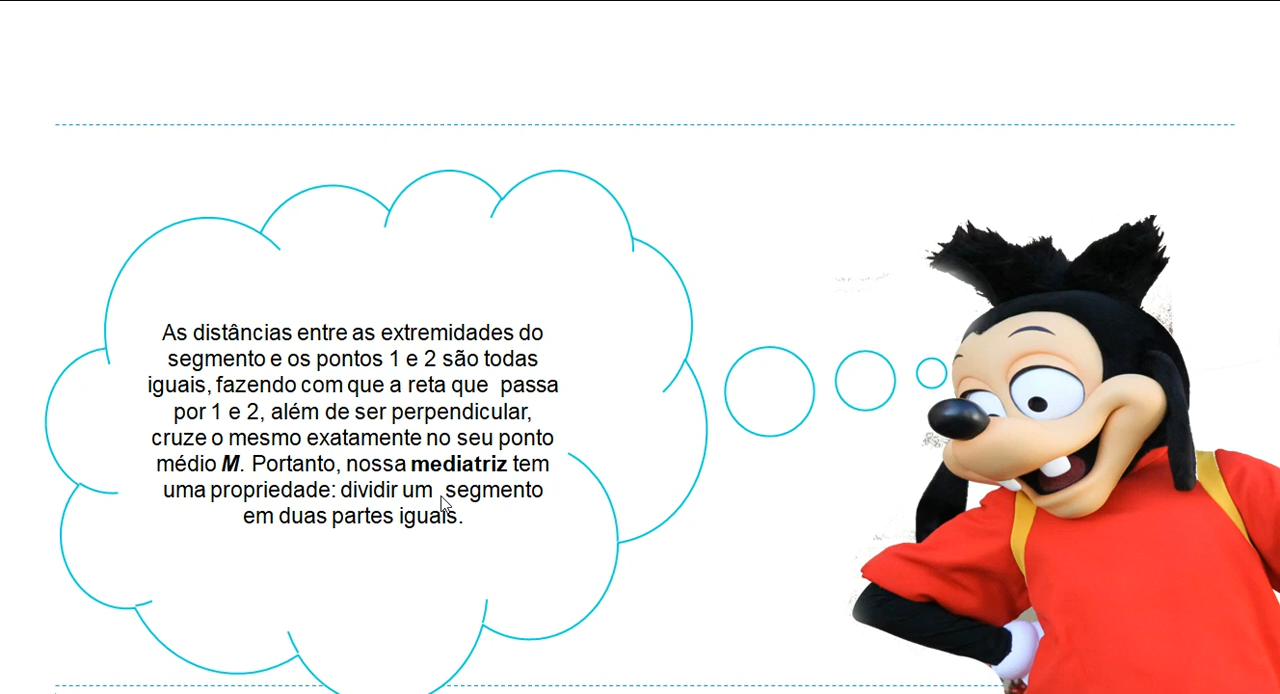 As distâncias entre as extremidades do
segmento e os pontos 1 e 2 são todas
iguais, fazendo com que a reta que passa
por 1 e 2, além de ser perpendicular,
cruze o mesmo exatamente no seu ponto
médio M. Portanto, nossa mediatriz tem
uma propriedade: dividir um segmento
em duas partes iguais.